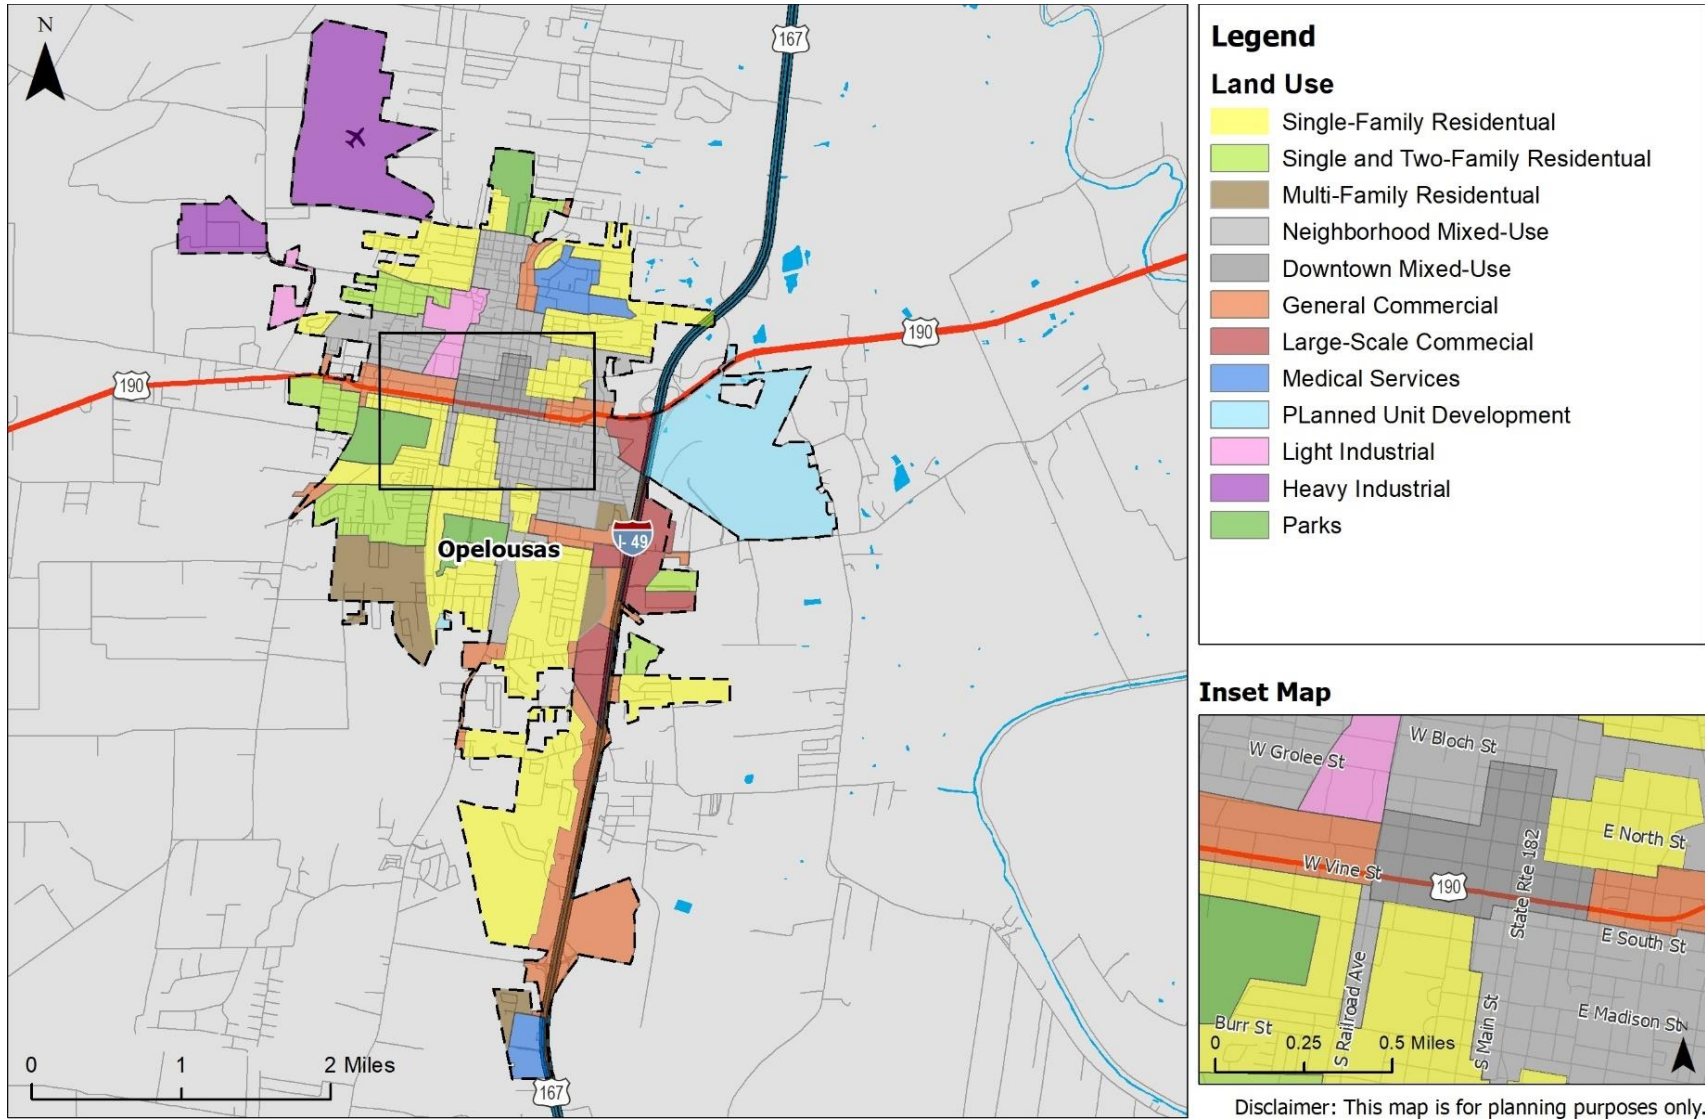 N
167
190
190
Opelousas
I- 49
0 1 2 Miles
167
Legend
Land Use
Single-Family Residentual
Single and Two-Family Residentual
Multi-Family Residentual
Neighborhood Mixed-Use
Downtown Mixed-Use
General Commercial
Large-Scale Commecial
Medical Services
PLanned Unit Development
Light Industrial
Heavy Industrial
Parks
Inset Map
W Bloch St
W Grolee St
E North St
State Rte 182
W Vine St
190
E South St
S Railroad Ave
S Main St
E Madison St
N
Burr St
0 0.25 0.5 Miles
Disclaimer: This map is for planning purposes only.